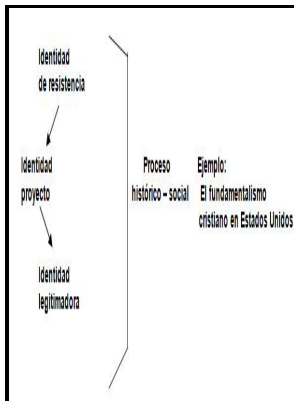 Identidad
de resistencia
Identidad
proyecto
Proceso
histórico – social
Ejemplo:
El fundamentalismo
cristiano en Estados Unidos
Identidad
legitimadora